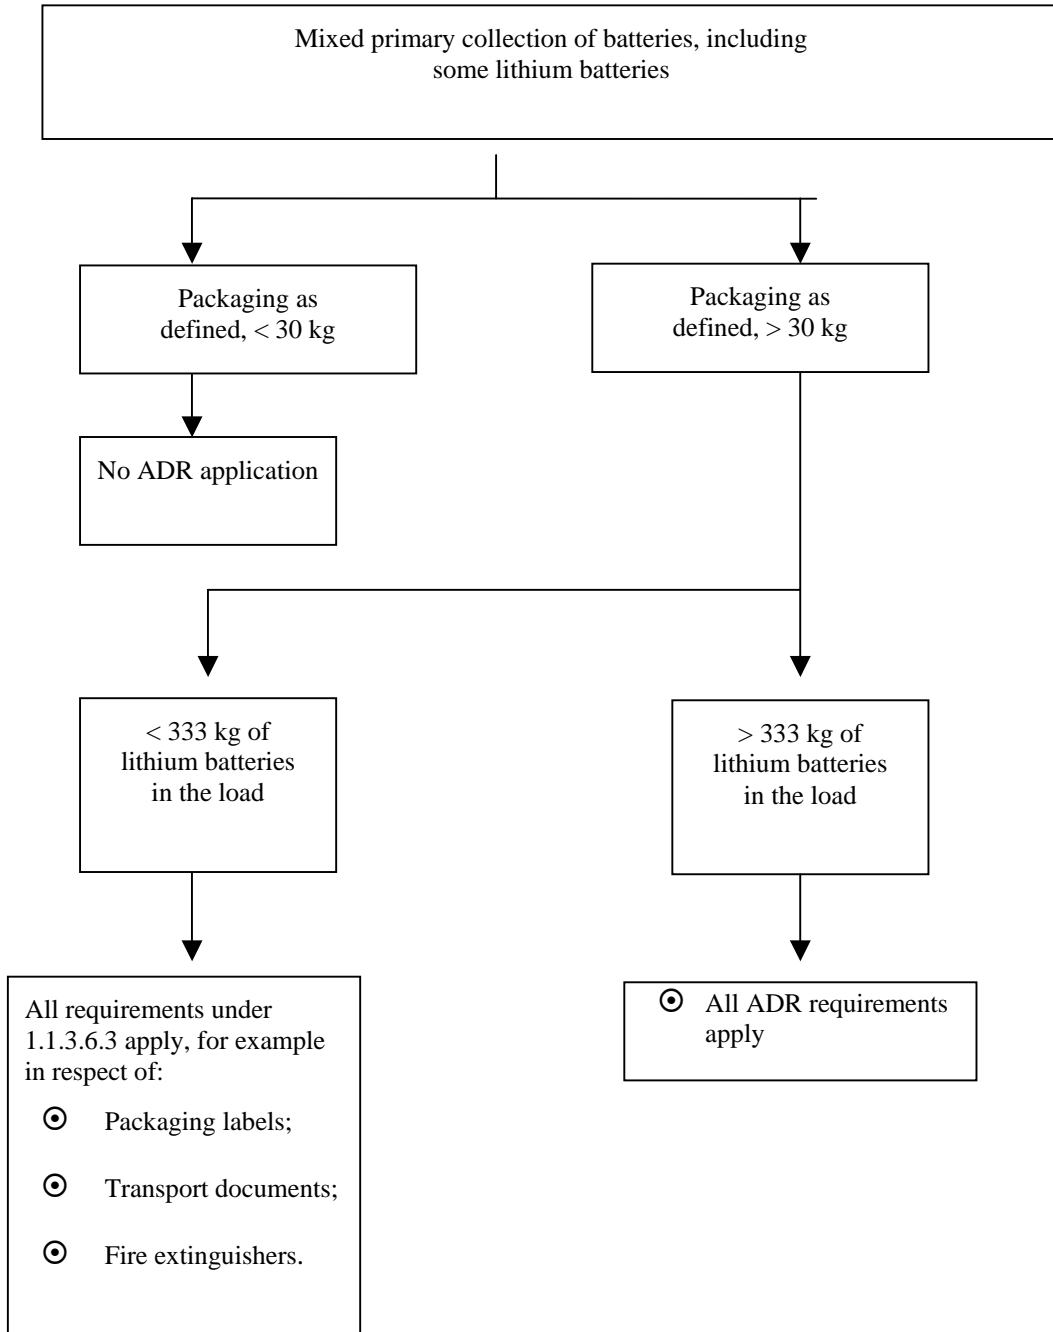 Mixed primary collection of batteries, including
some lithium batteries
Packaging as
defined, < 30 kg
Packaging as
defined, > 30 kg
No ADR application
< 333 kg of
lithium batteries
in the load
> 333 kg of
lithium batteries
in the load
All requirements under
1.1.3.6.3 apply, for example
in respect of:
Packaging labels;
Transport documents;
Fire extinguishers.
All ADR requirements
apply